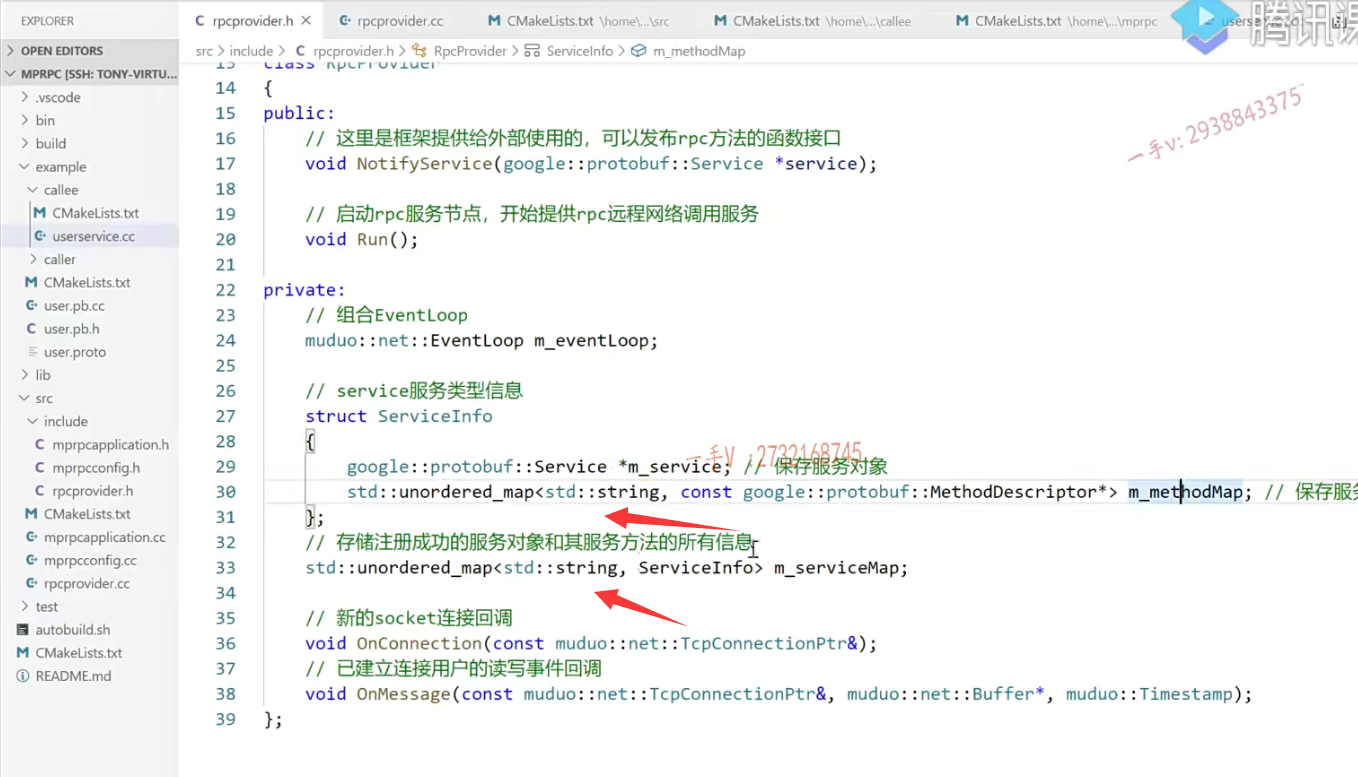 EXPLORER
OPEN EDITORS
MPRPC [SSH: TONY-VIRTU...
.vscode
bin
build
example
callee
CMakeLists.txt
userservice.cc
caller
CMakeLists.txt
user.pb.cc
user.pb.h
user.proto
lib
src
include
mprpcapplication.h
mprpcconfig.h
rpcprovider.h
CMakeLists.txt
mprpcapplication.cc
mprpcconfig.cc
rpcprovider.cc
test
autobuild.sh
CMakeLists.txt
README.md
rpcprovider.h rpcprovider.cc CMakeLists.txt \home\...\src CMakeLists.txt \home\...\callee CMakeLists.txt \home\...\mprpc
腾讯课
src > include > rpcprovider.h > RpcProvider > ServiceInfo > m_methodMap
13 class RpcProvider
14 {
15 public:
16 // 这里是框架提供给外部使用的，可以发布rpc方法的函数接口
17 void NotifyService(google::protobuf::Service *service);
18
19 // 启动rpc服务节点，开始提供rpc远程网络调用服务
20 void Run();
21
22 private:
23 // 组合EventLoop
24 muduo::net::EventLoop m_eventLoop;
25
26 // service服务类型信息
27 struct ServiceInfo
28 {
29 google::protobuf::Service *m_service; // 保存服务对象
30 std::unordered_map<std::string, const google::protobuf::MethodDescriptor*> m_methodMap; // 保存服务
31 };
32 // 存储注册成功的服务对象和其服务方法的所有信息
33 std::unordered_map<std::string, ServiceInfo> m_serviceMap;
34
35 // 新的socket连接回调
36 void OnConnection(const muduo::net::TcpConnectionPtr&);
37 // 已建立连接用户的读写事件回调
38 void OnMessage(const muduo::net::TcpConnectionPtr&, muduo::net::Buffer*, muduo::Timestamp);
39 };
一手v: 2938843375
一手V :2732168745